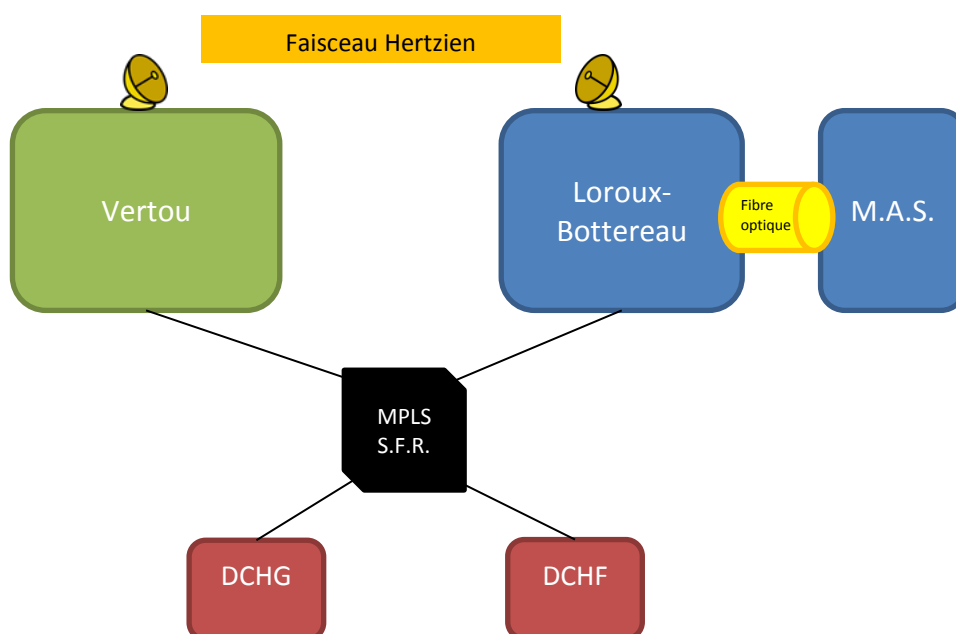 Faisceau Hertzien
Vertou
Loroux-
Bottereau
Fibre
optique
M.A.S.
MPLS
S.F.R.
DCHG
DCHF